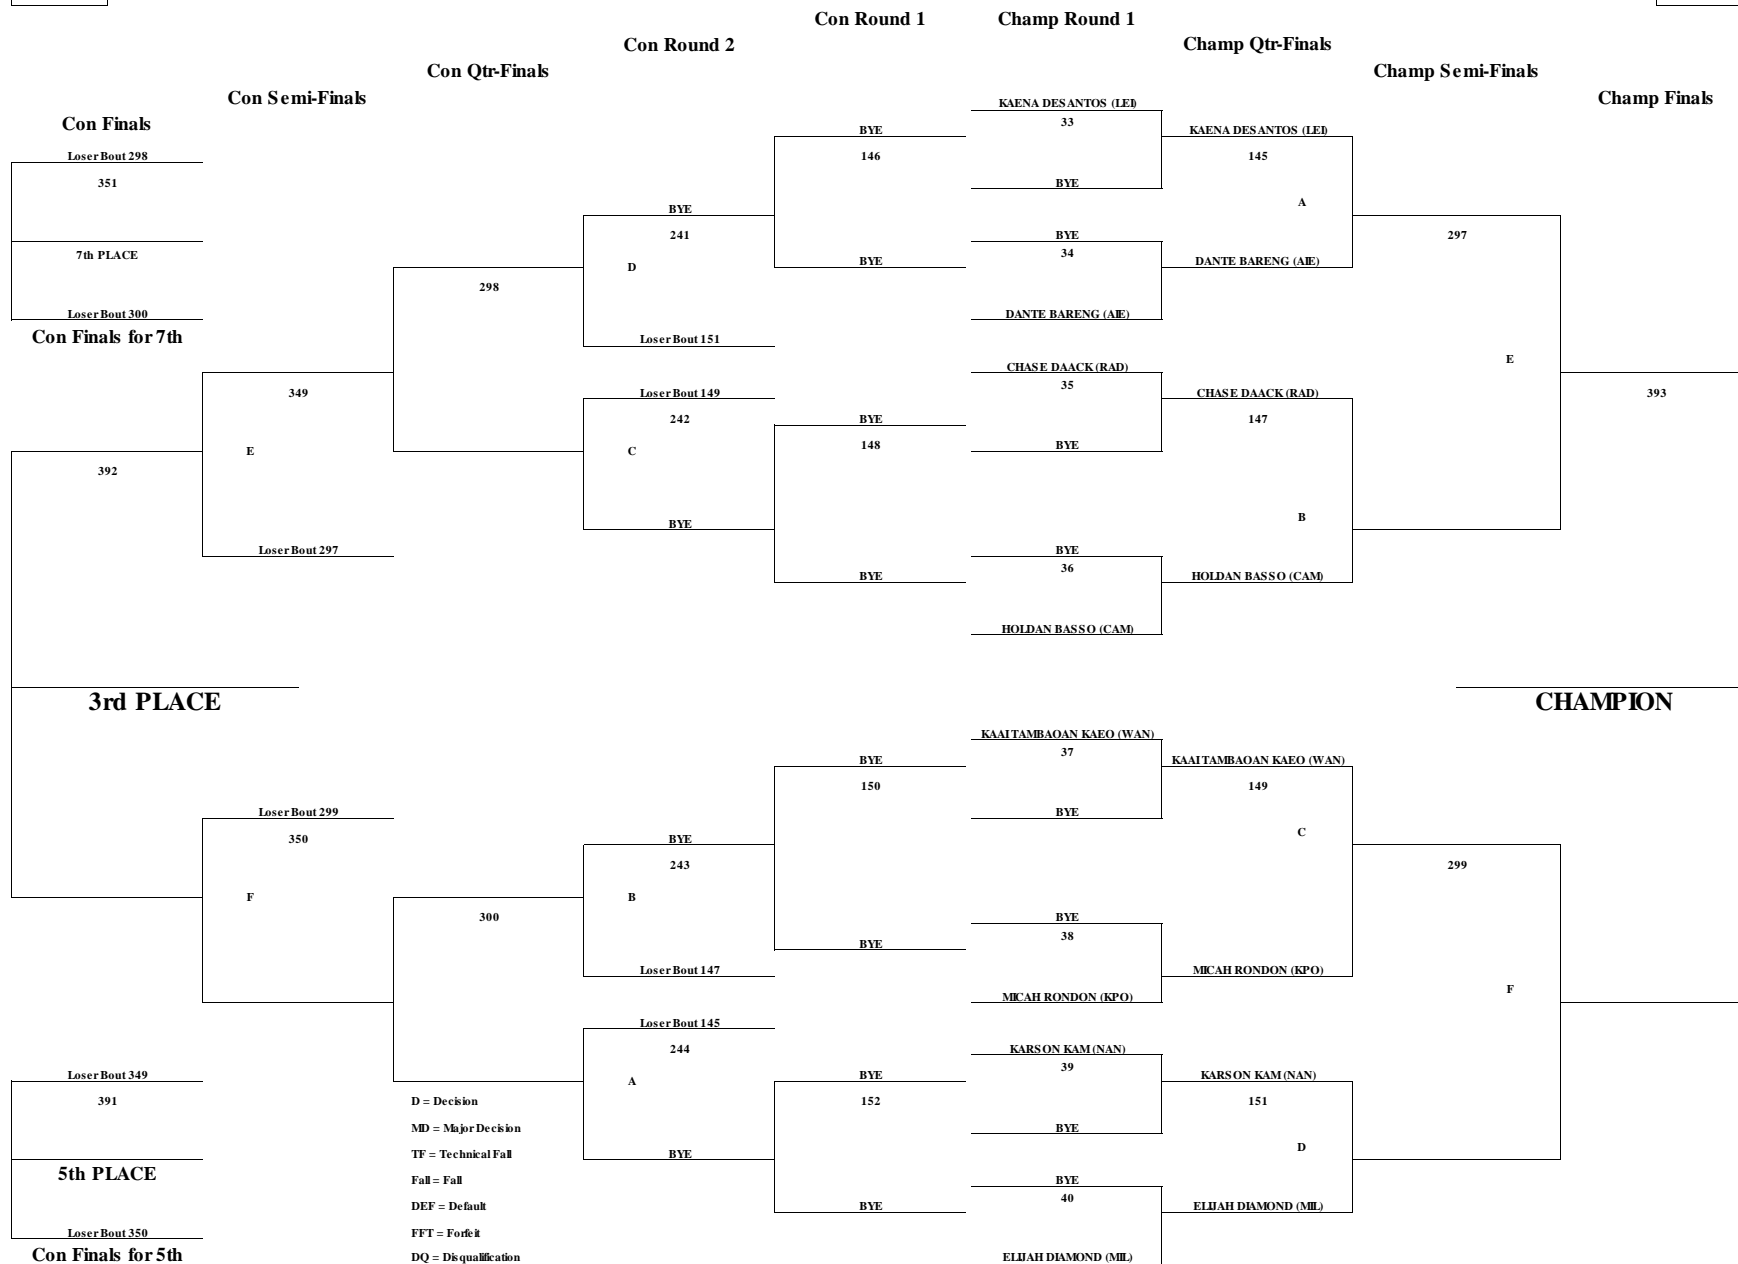 Con Round 1
Champ Round 1
Con Round 2
Champ Qtr-Finals
Con Qtr-Finals
Champ Semi-Finals
Con Semi-Finals
Champ Finals
Con Finals
KAENA DESANTOS (LEI)
33
BYE
KAENA DESANTOS (LEI)
Loser Bout 298
146
145
351
BYE
BYE
A
BYE
241
BYE
297
7th PLACE
34
D
BYE
DANTE BARENG (AIE)
298
Loser Bout 300
DANTE BARENG (AIE)
Con Finals for 7th
Loser Bout 151
E
CHASE DAACK (RAD)
35
349
Loser Bout 149
CHASE DAACK (RAD)
393
242
BYE
147
E
C
148
BYE
392
B
BYE
Loser Bout 297
BYE
36
BYE
HOLDAN BASSO (CAM)
HOLDAN BASSO (CAM)
3rd PLACE
CHAMPION
KAAI TAMBAOAN KAEO (WAN)
37
BYE
KAAI TAMBAOAN KAEO (WAN)
150
149
Loser Bout 299
BYE
C
350
BYE
243
299
F
B
300
BYE
38
BYE
Loser Bout 147
MICAH RONDON (KPO)
F
MICAH RONDON (KPO)
Loser Bout 145
244
KARSON KAM (NAN)
39
Loser Bout 349
A
BYE
KARSON KAM (NAN)
391
D = Decision
152
151
MD = Major Decision
BYE
D
TF = Technical Fall
BYE
5th PLACE
Fall = Fall
BYE
40
DEF = Default
BYE
ELIJAH DIAMOND (MIL)
Loser Bout 350
FFT = Forfeit
Con Finals for 5th
DQ = Disqualification
ELIJAH DIAMOND (MIL)